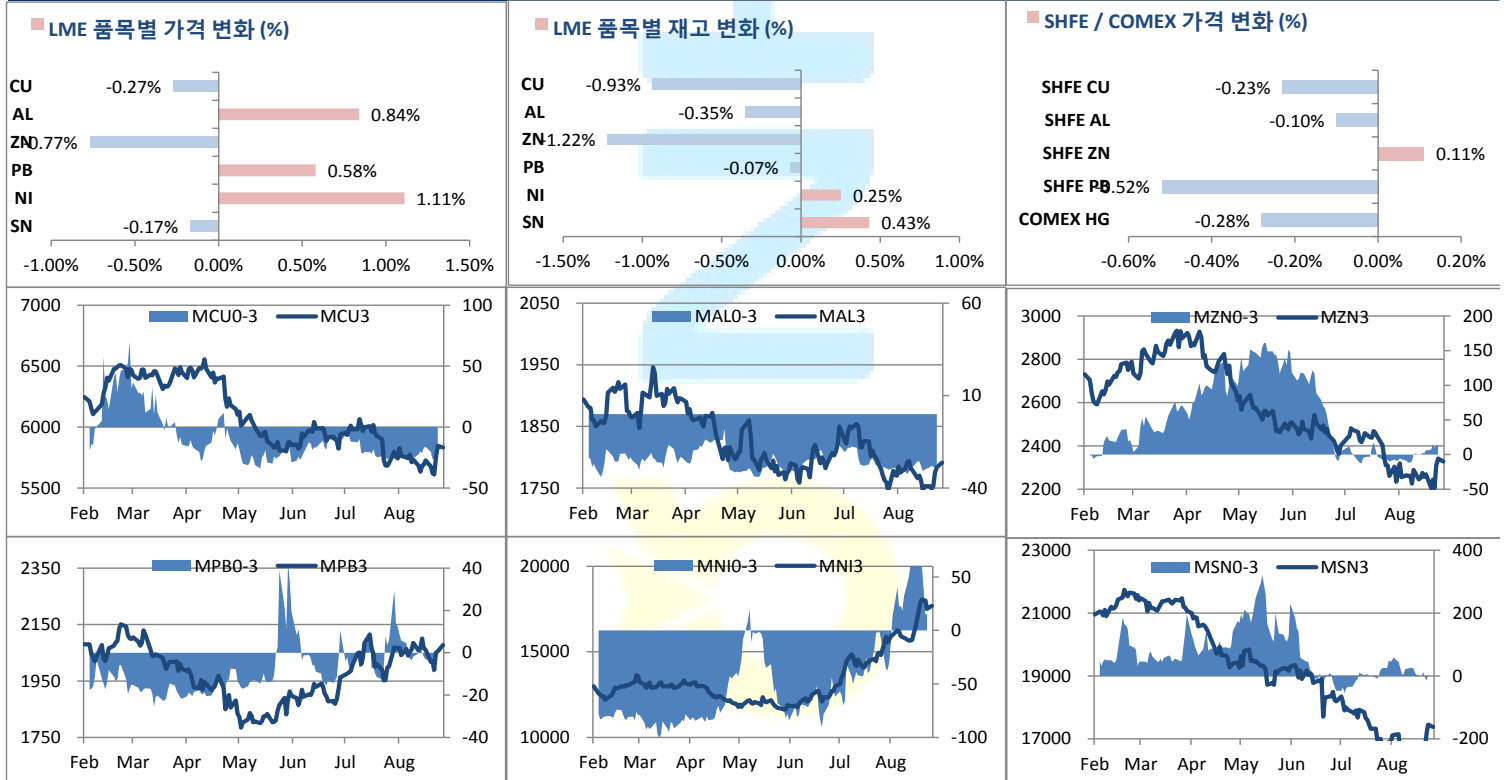 LME 품목별 가격 변화 (%)
CU -0.27%
AL 0.84%
ZN -0.77%
PB 0.58%
NI 1.11%
SN -0.17%
-1.00% -0.50% 0.00% 0.50% 1.00% 1.50%
LME 품목별 재고 변화 (%)
CU -0.93%
AL -0.35%
ZN -1.22%
PB -0.07%
NI 0.25%
SN 0.43%
-1.50% -1.00% -0.50% 0.00% 0.50% 1.00%
SHFE / COMEX 가격 변화 (%)
SHFE CU -0.23%
SHFE AL -0.10%
SHFE ZN 0.11%
SHFE PB -0.52%
COMEX HG -0.28%
-0.60% -0.40% -0.20% 0.00% 0.20%
MCU0-3 MCU3
7000 100
6500 50
6000 0
5500 -50
Feb Mar Apr May Jun Jul Aug
MAL0-3 MAL3
2050 60
1950
1850 10
1750 -40
Feb Mar Apr May Jun Jul Aug
MZN0-3 MZN3
3000 200
2800 150
2600 100
2400 50
2200 0
-50
Feb Mar Apr May Jun Jul Aug
MPB0-3 MPB3
2350 40
2150 20
1950 0
1750 -20
-40
Feb Mar Apr May Jun Jul Aug
MNI0-3 MNI3
20000 50
15000 0
10000 -50
-100
Feb Mar Apr May Jun Jul Aug
MSN0-3 MSN3
23000 400
21000 200
19000 0
17000 -200
Feb Mar Apr May Jun Jul Aug